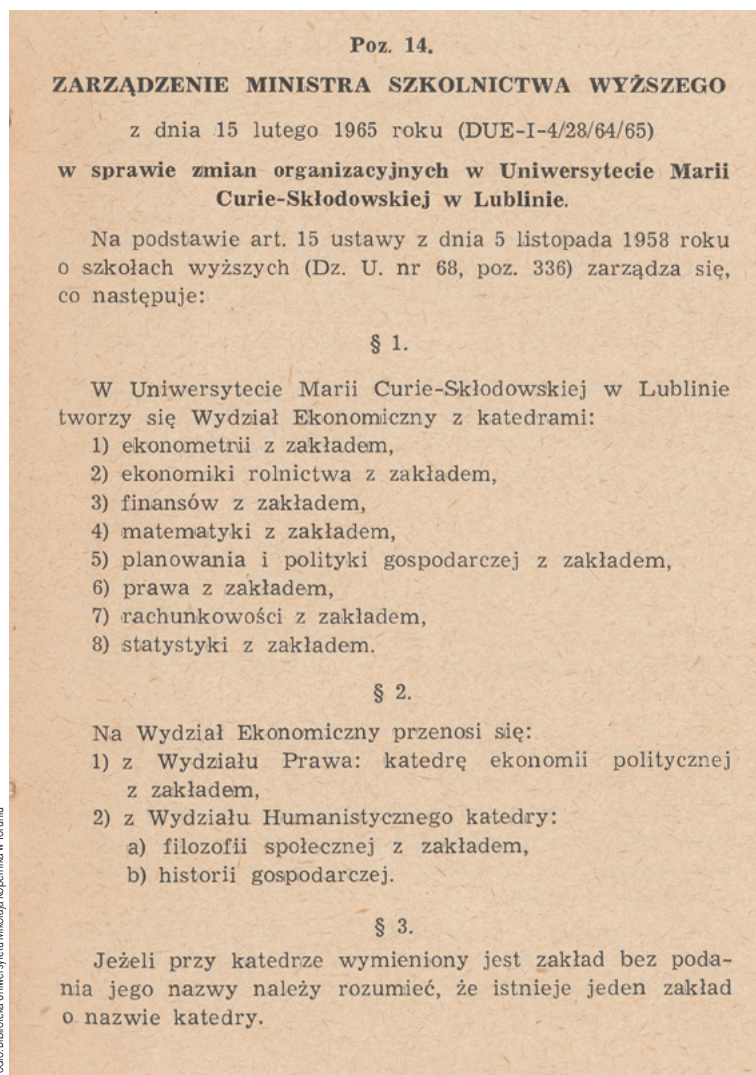 Poz. 14.
ZARZĄDZENIE MINISTRA SZKOLNICTWA WYŻSZEGO
z dnia 15 lutego 1965 roku (DUE-I-4/28/64/65)
w sprawie zmian organizacyjnych w Uniwersytecie Marii
Curie-Skłodowskiej w Lublinie.
Na podstawie art. 15 ustawy z dnia 5 listopada 1958 roku
o szkołach wyższych (Dz. U. nr 68, poz. 336) zarządza się,
co następuje:
§ 1.
W Uniwersytecie Marii Curie-Skłodowskiej w Lublinie
tworzy się Wydział Ekonomiczny z katedrami:
1) ekonometrii z zakładem,
2) ekonomiki rolnictwa z zakładem,
3) finansów z zakładem,
4) matematyki z zakładem,
5) planowania i polityki gospodarczej z zakładem,
6) prawa z zakładem,
7) rachunkowości z zakładem,
8) statystyki z zakładem.
§ 2.
Na Wydział Ekonomiczny przenosi się:
1) z Wydziału Prawa: katedrę ekonomii politycznej
z zakładem,
2) z Wydziału Humanistycznego katedry:
a) filozofii społecznej z zakładem,
b) historii gospodarczej.
§ 3.
Jeżeli przy katedrze wymieniony jest zakład bez poda-
nia jego nazwy należy rozumieć, że istnieje jeden zakład
o nazwie katedry.